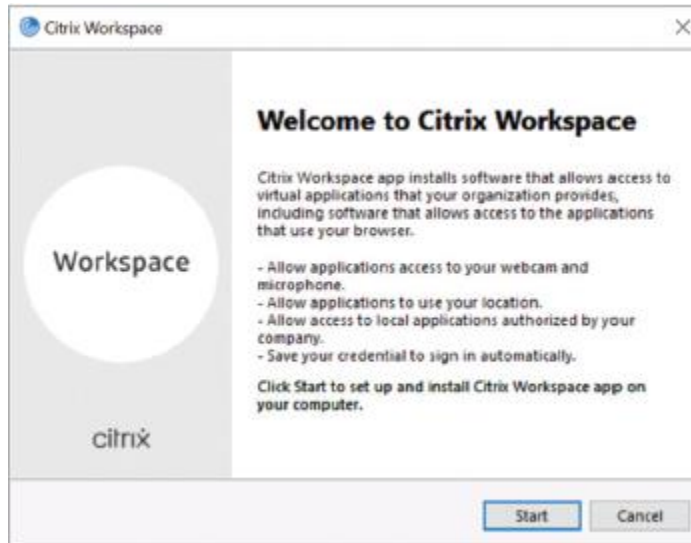 Citrix Workspace
Welcome to Citrix Workspace
Citrix Workspace app installs software that allows access to
virtual applications that your organization provides,
including software that allows access to the applications
that use your browser.
- Allow applications access to your webcam and
microphone.
- Allow applications to use your location.
- Allow access to local applications authorized by your
company.
- Save your credential to sign in automatically.
Click Start to set up and install Citrix Workspace app on
your computer.
Workspace
citrix
Start
Cancel